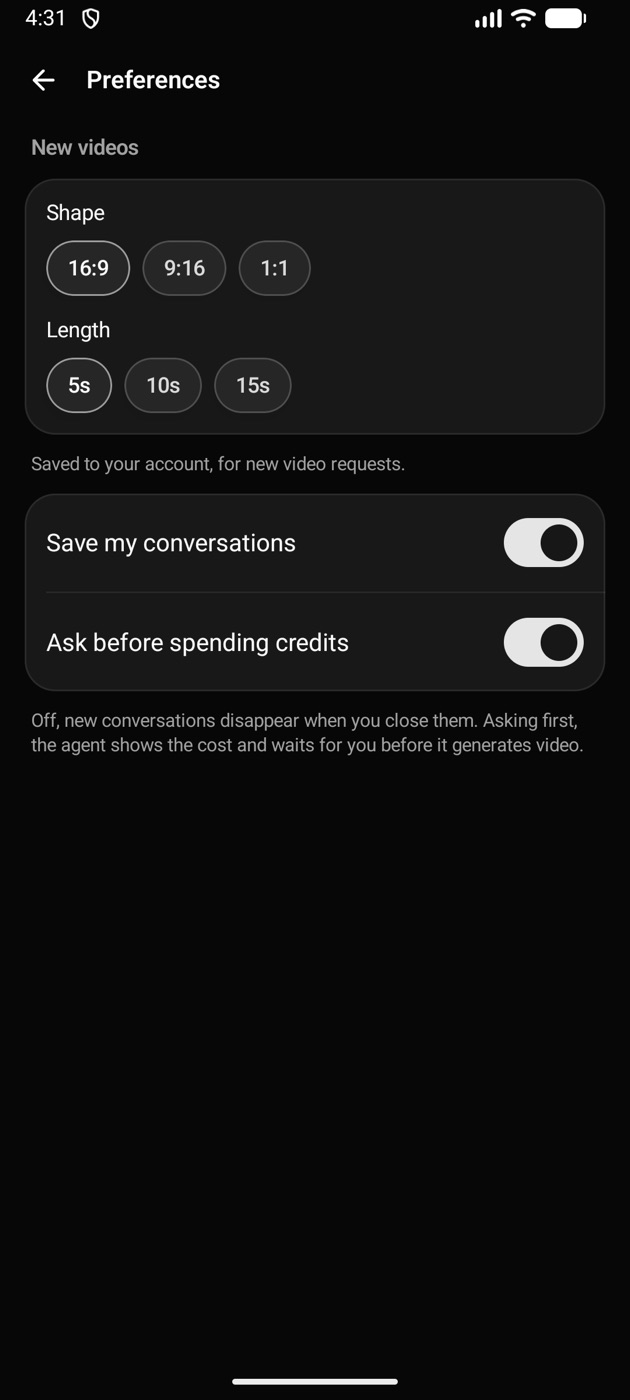 4:31
Preferences
New videos
Shape
16:9 9:16 1:1
Length
5s 10s 15s
Saved to your account, for new video requests.
Save my conversations
Ask before spending credits
Off, new conversations disappear when you close them. Asking first,
the agent shows the cost and waits for you before it generates video.